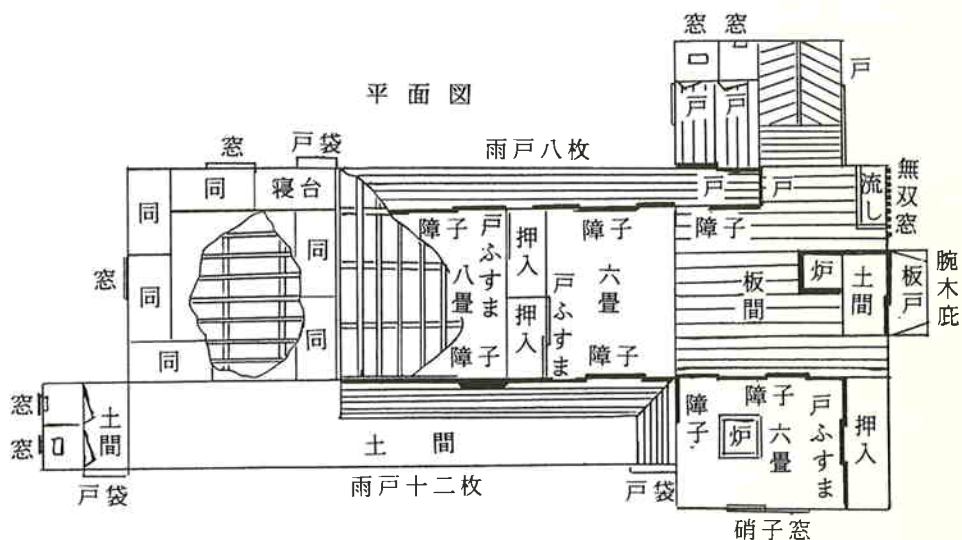 平面図
窓 窓
戸
戸 戸
窓
戸袋
雨戸八枚
同
寝台
戸 戸
流し
無双窓
同
障子
戸ふすま
押入
障子
障子
同
窓
同
八畳
六畳
戸ふすま
板間
炉
土間
板戸
腕木庇
押入
同
同
障子
障子
窓
窓
土間
土間
障子
障子
炉
六畳
戸ふすま
押入
戸袋
雨戸十二枚
戸袋
硝子窓